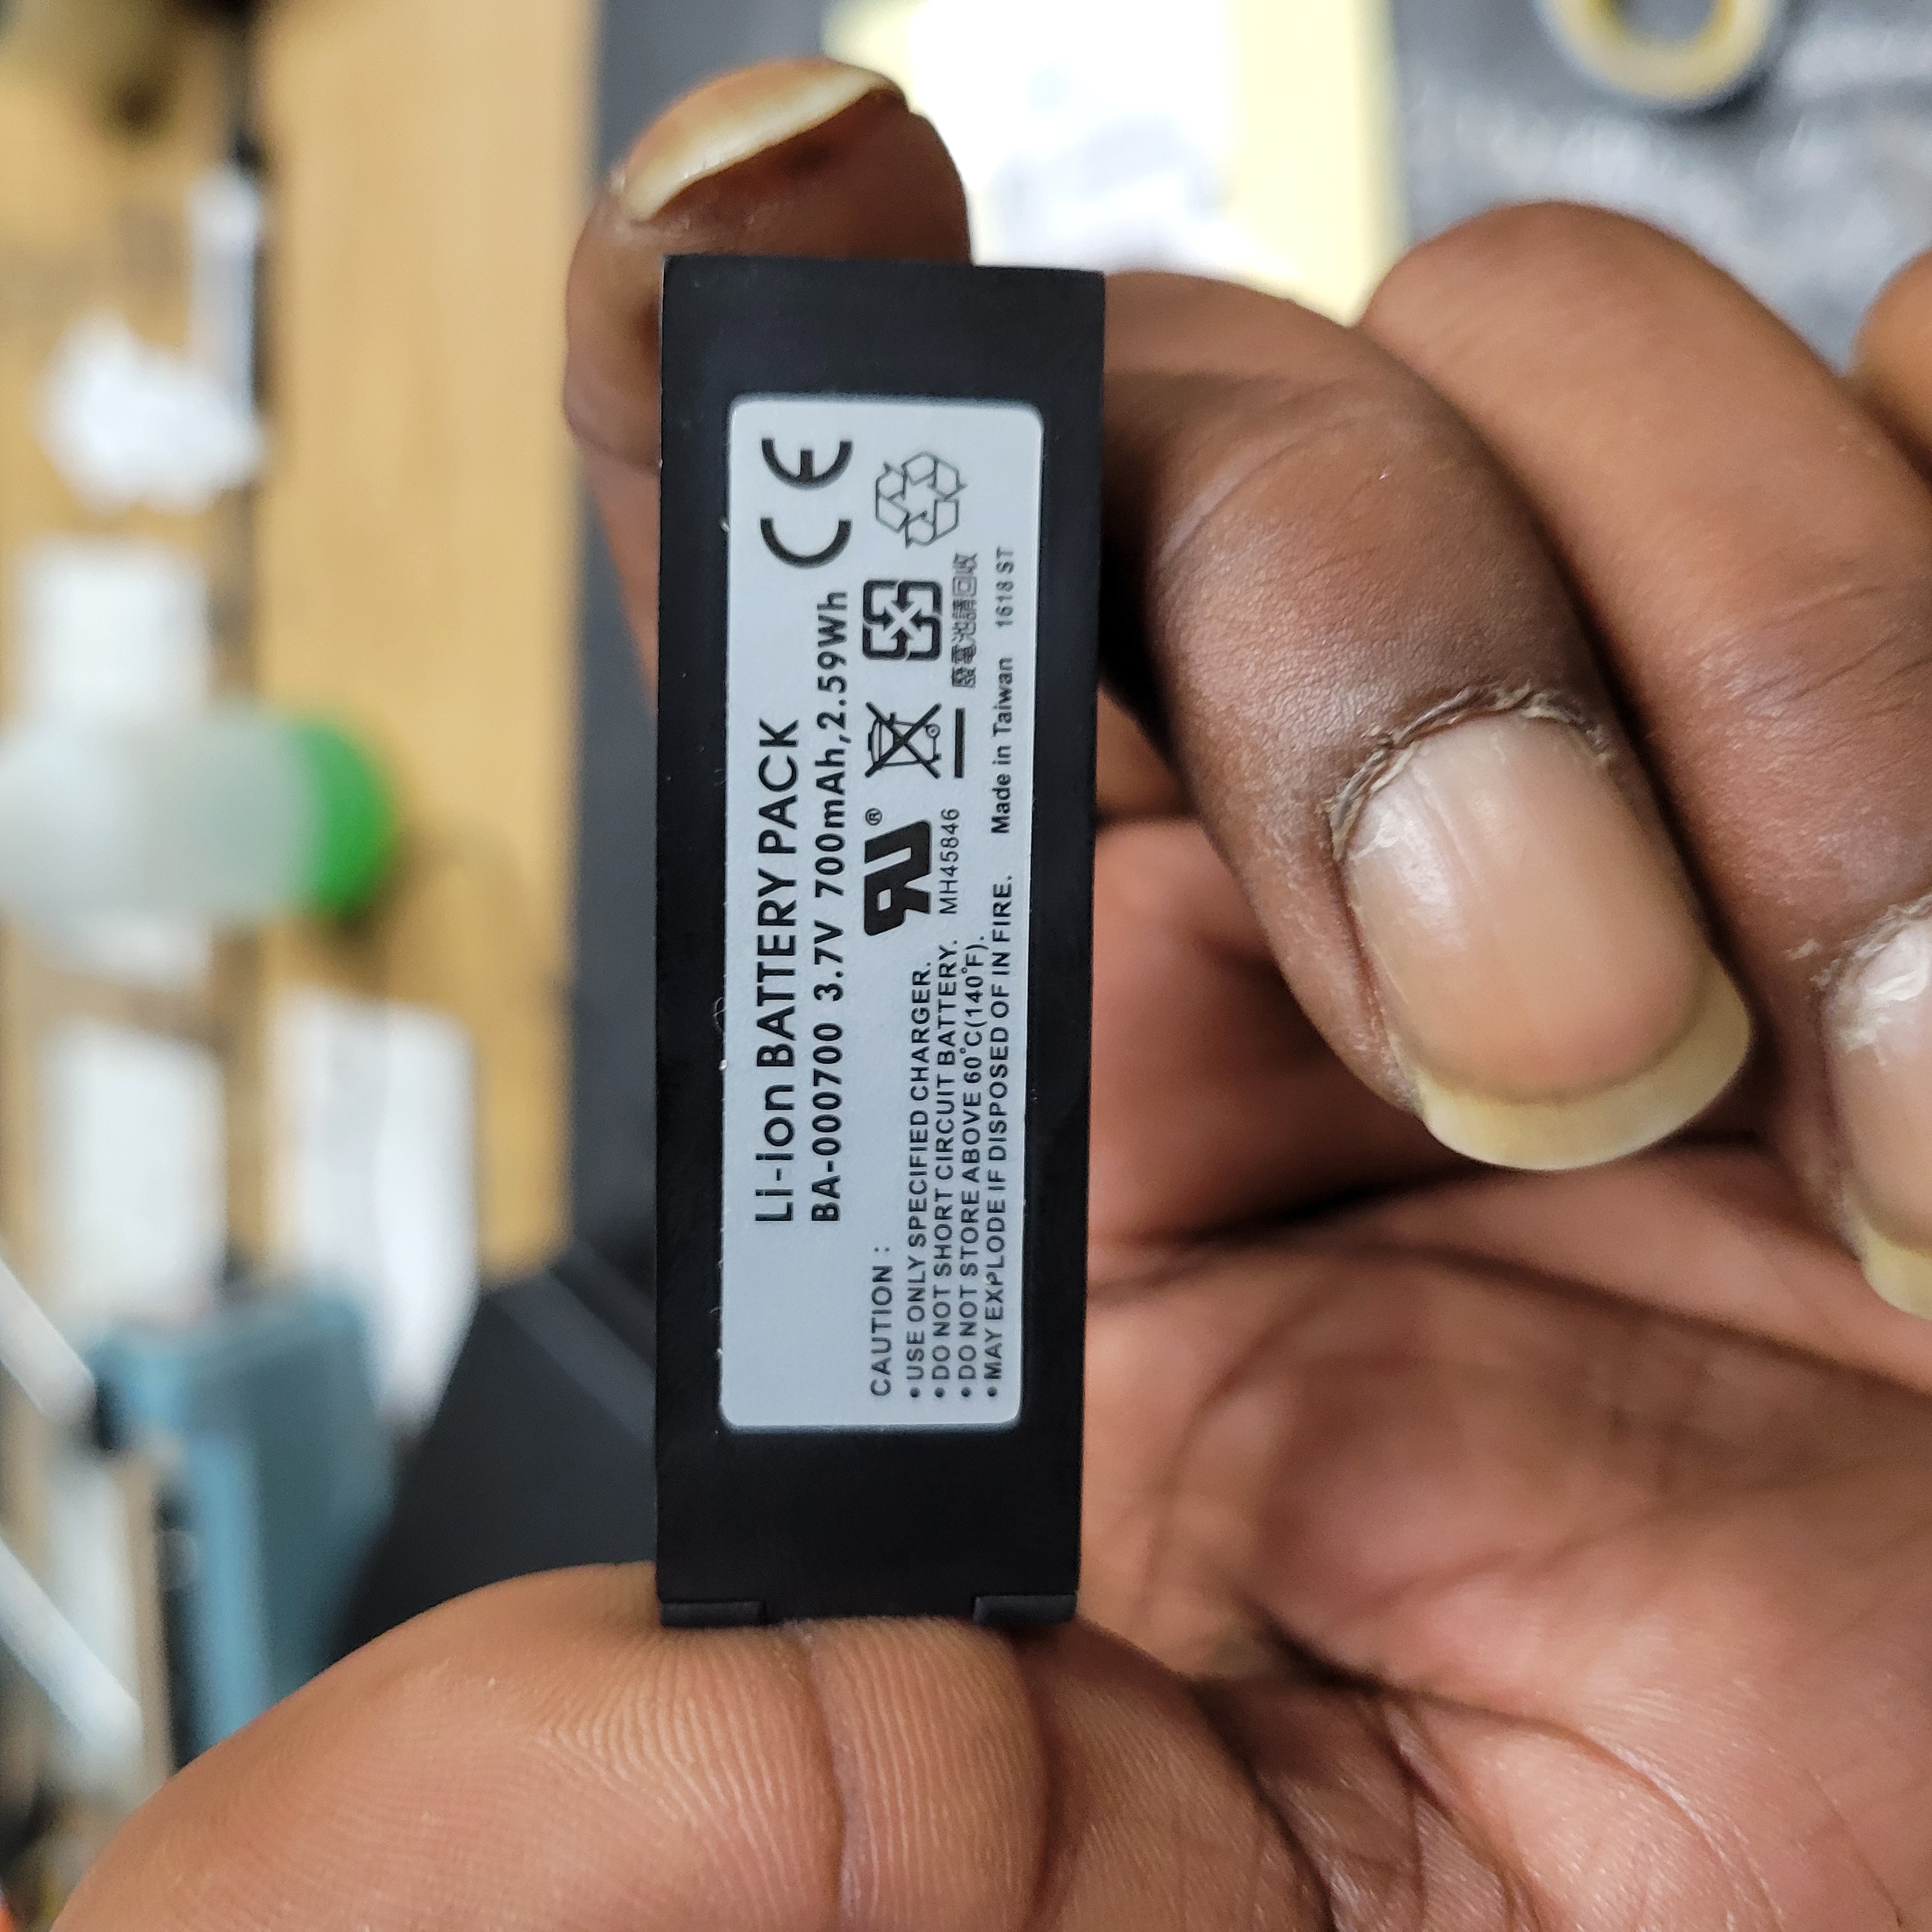 Li-ion BATTERY PACK
BA-000700 3.7V 700mAh,2.59Wh
CE
CAUTION :
• USE ONLY SPECIFIED CHARGER.
• DO NOT SHORT CIRCUIT BATTERY.
• DO NOT STORE ABOVE 60°C(140°F).
• MAY EXPLODE IF DISPOSED OF IN FIRE.
RU®
MH45846
廢電池請回收
Made in Taiwan 1618 ST